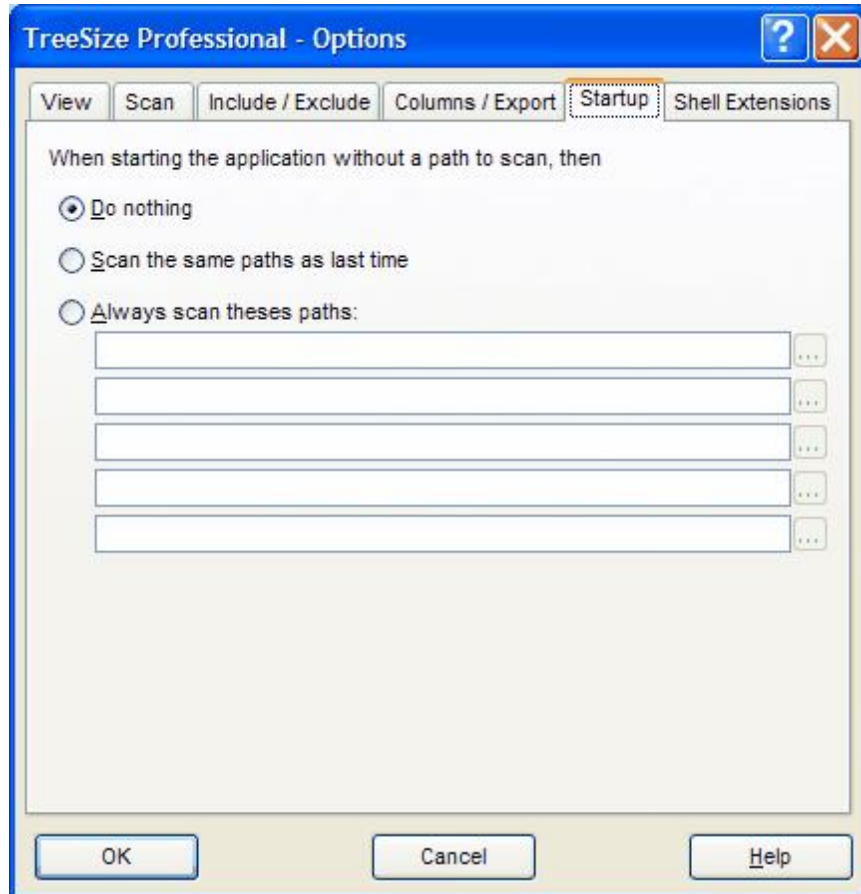 TreeSize Professional - Options
View Scan Include / Exclude Columns / Export Startup Shell Extensions
When starting the application without a path to scan, then
Do nothing
Scan the same paths as last time
Always scan theses paths:
...
...
...
...
...
OK Cancel Help